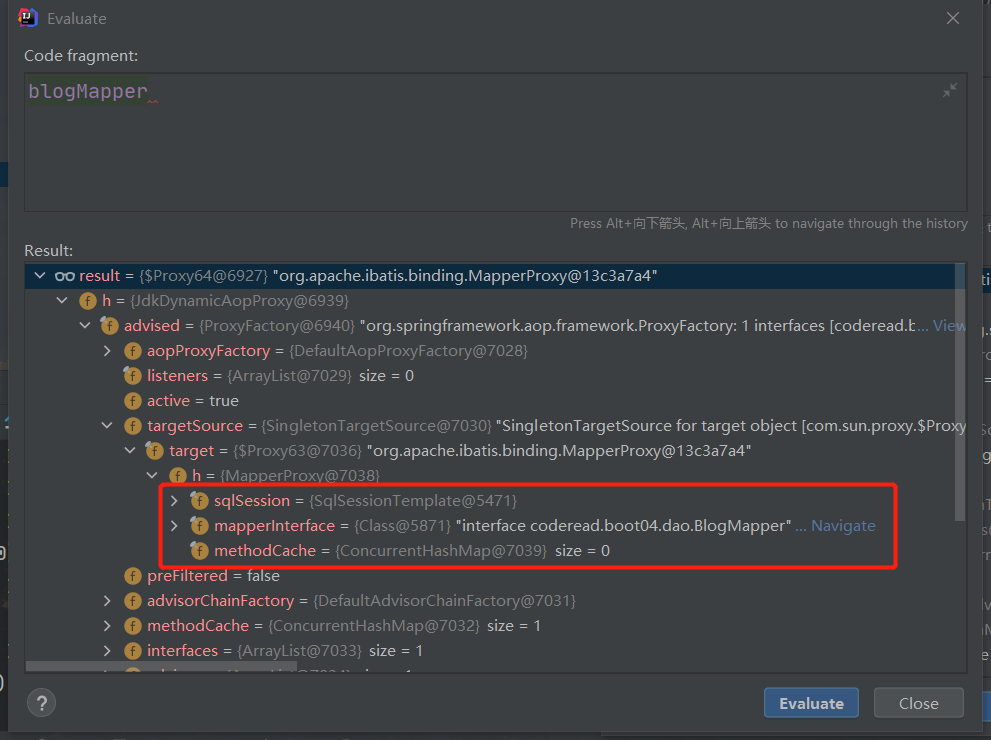 Evaluate
Code fragment:
blogMapper
Press Alt+向下箭头, Alt+向上箭头 to navigate through the history
Result:
result = {$Proxy64@6927} "org.apache.ibatis.binding.MapperProxy@13c3a7a4"
h = {JdkDynamicAopProxy@6939}
advised = {ProxyFactory@6940} "org.springframework.aop.framework.ProxyFactory: 1 interfaces [coderead.b... View
aopProxyFactory = {DefaultAopProxyFactory@7028}
listeners = {ArrayList@7029} size = 0
active = true
targetSource = {SingletonTargetSource@7030} "SingletonTargetSource for target object [com.sun.proxy.$Proxy
target = {$Proxy63@7036} "org.apache.ibatis.binding.MapperProxy@13c3a7a4"
h = {MapperProxy@7038}
sqlSession = {SqlSessionTemplate@5471}
mapperInterface = {Class@5871} "interface coderead.boot04.dao.BlogMapper" ... Navigate
methodCache = {ConcurrentHashMap@7039} size = 0
preFiltered = false
advisorChainFactory = {DefaultAdvisorChainFactory@7031}
methodCache = {ConcurrentHashMap@7032} size = 1
interfaces = {ArrayList@7033} size = 1
?
Evaluate
Close